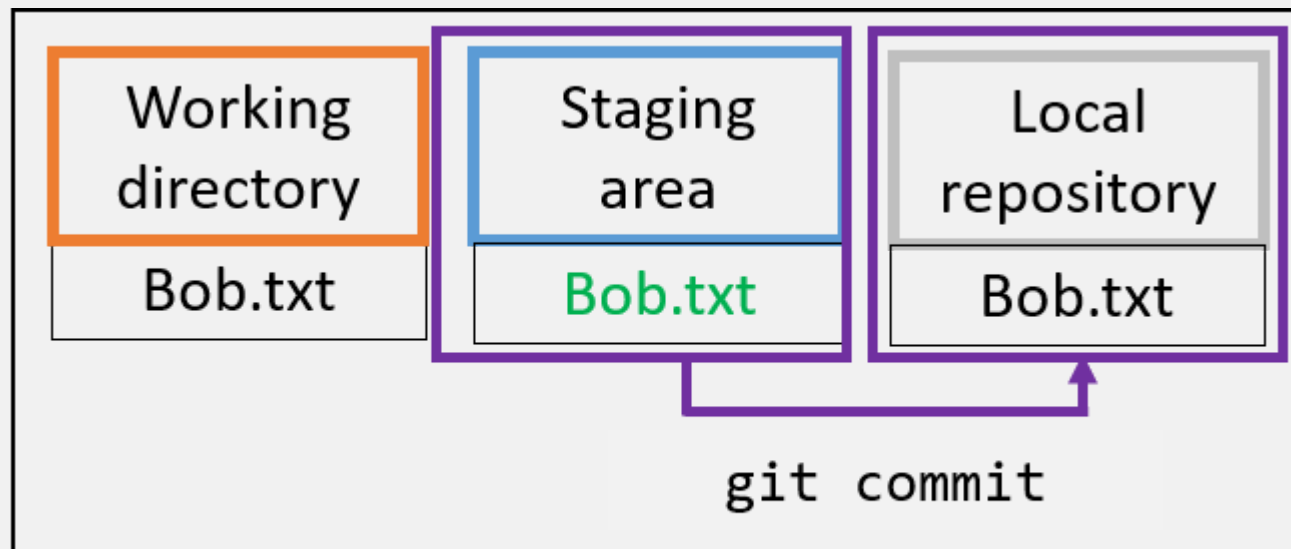 Working
directory
Bob.txt
Staging
area
Bob.txt
Local
repository
Bob.txt
git commit